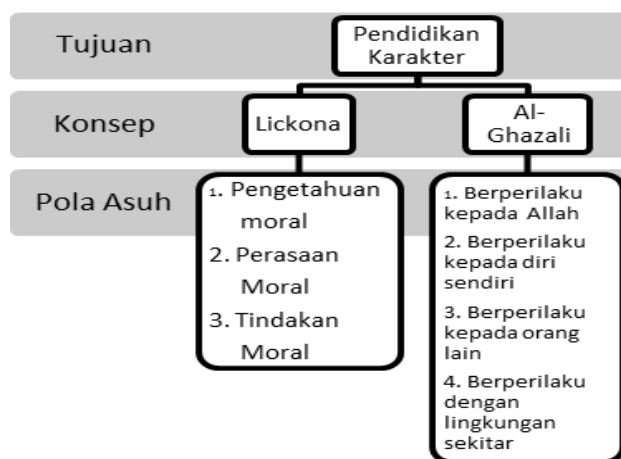 Tujuan
Pendidikan
Karakter
Konsep
Lickona
Al-
Ghazali
Pola Asuh
1. Pengetahuan
moral
2. Perasaan
Moral
3. Tindakan
Moral
1. Berperilaku
kepada Allah
2. Berperilaku
kepada diri
sendiri
3. Berperilaku
kepada orang
lain
4. Berperilaku
dengan
lingkungan
sekitar